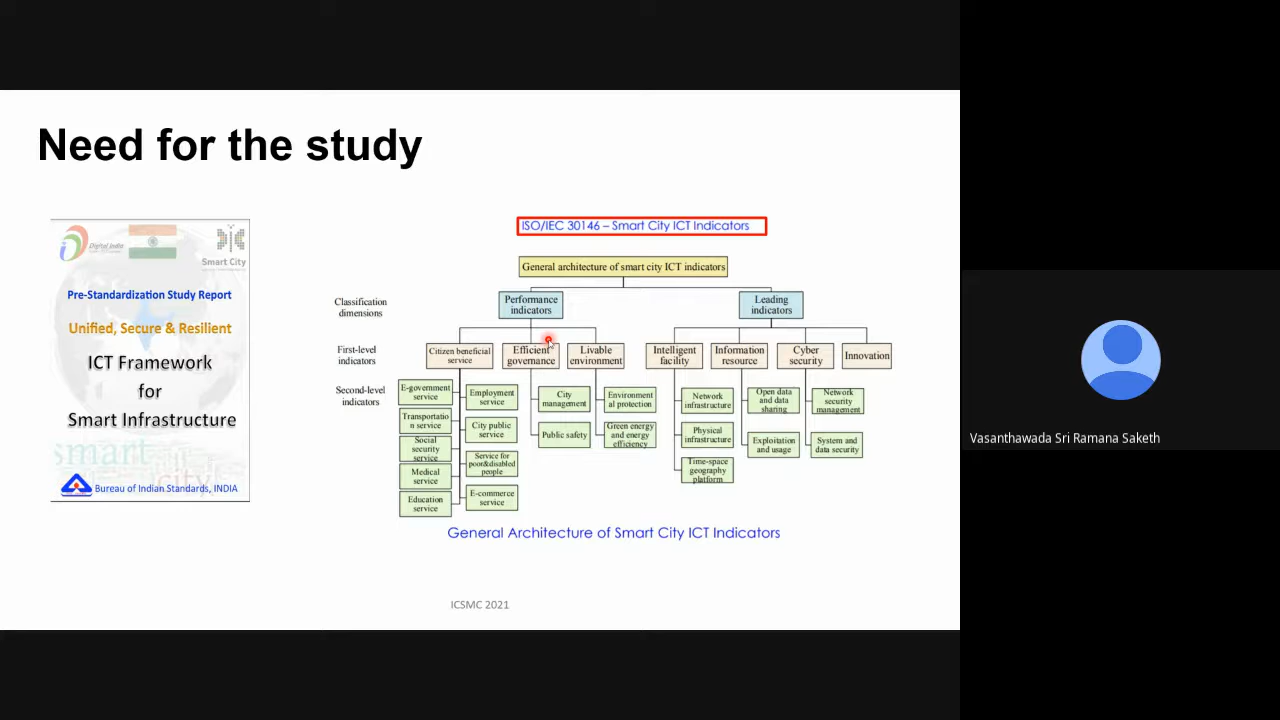 Need for the study
Digital India
Smart City
Pre-Standardization Study Report
Unified, Secure & Resilient
ICT Framework
for
Smart Infrastructure
smart
city
Bureau of Indian Standards, INDIA
ISO/IEC 30146 – Smart City ICT Indicators
General architecture of smart city ICT indicators
Classification
dimensions
Performance
indicators
Leading
indicators
First-level
indicators
Citizen beneficial
service
Efficient
governance
Livable
environment
Intelligent
facility
Information
resource
Cyber
security
Innovation
Second-level
indicators
E-government
service
Transportatio
n service
Social
security
service
Medical
service
Education
service
Employment
service
City public
service
Service for
poor&disabled
people
E-commerce
service
City
management
Public safety
Environment
al protection
Green energy
and energy
efficiency
Network
infrastructure
Physical
infrastructure
Time-space
geography
platform
Open data
and data
sharing
Exploitation
and usage
Network
security
management
System and
data security
General Architecture of Smart City ICT Indicators
ICSMC 2021
Vasanthawada Sri Ramana Saketh